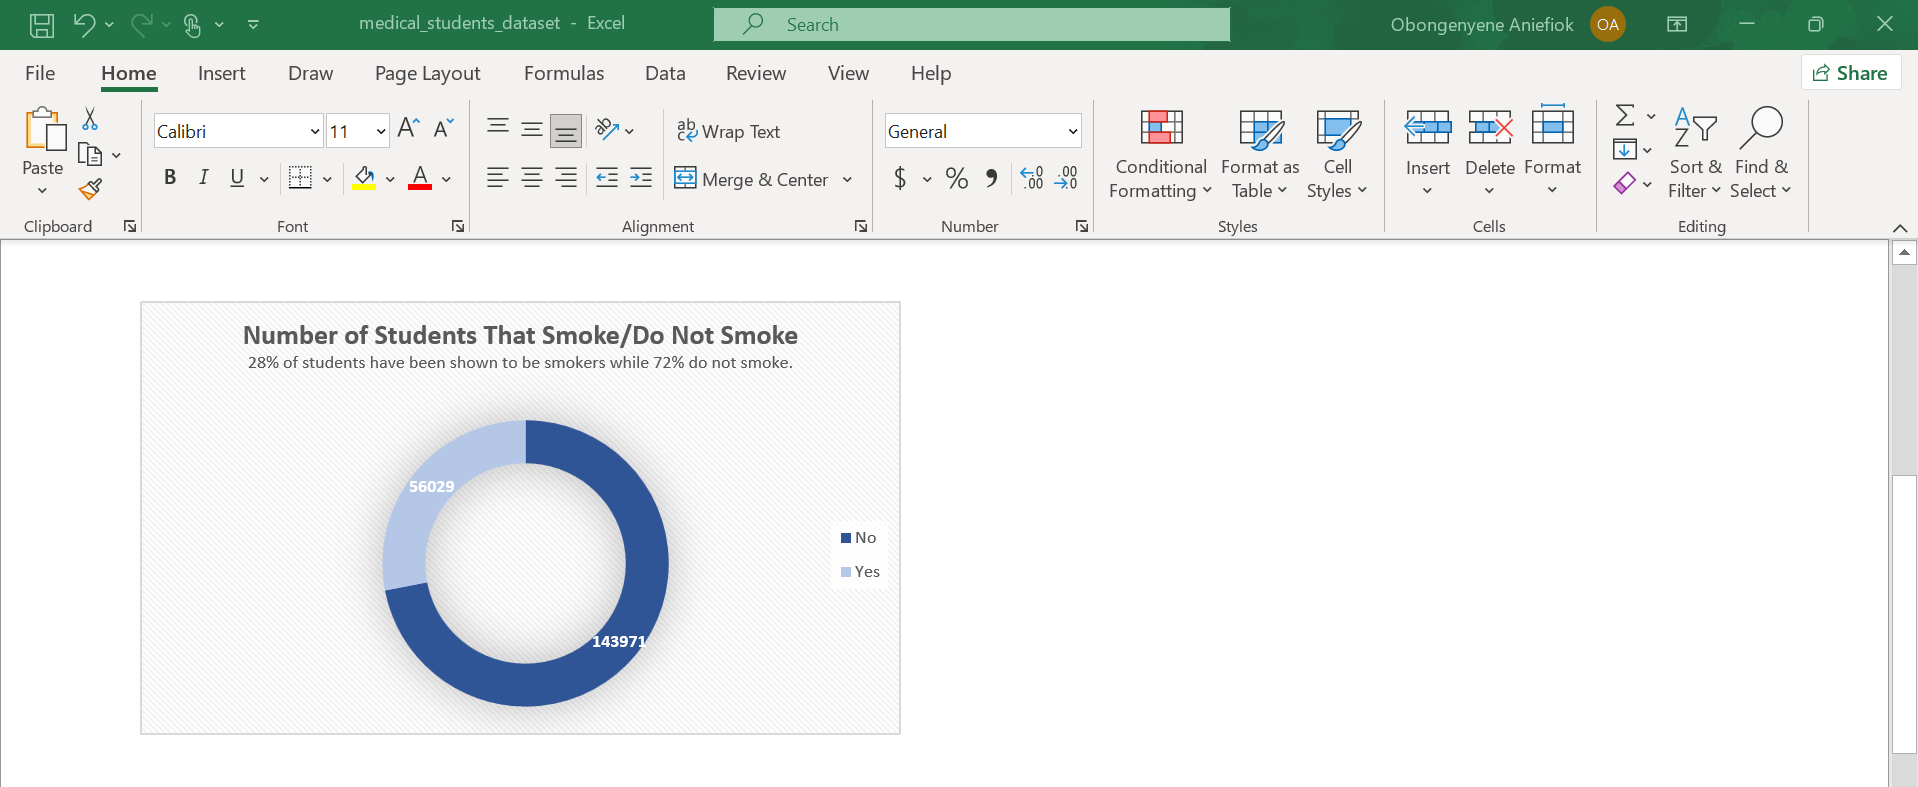 medical_students_dataset - Excel
Search
Obongenyene Aniefiok
OA
File Home Insert Draw Page Layout Formulas Data Review View Help
Share
Paste
Clipboard
Calibri
11
A A
B I U A
Font
ab Wrap Text
Merge & Center
Alignment
General
$ % , .00 .00
Number
Conditional Formatting
Format as Table
Cell Styles
Styles
Insert
Delete
Format
Cells
Sort & Filter
Find & Select
Editing
Number of Students That Smoke/Do Not Smoke
28% of students have been shown to be smokers while 72% do not smoke.
56029
143971
No
Yes